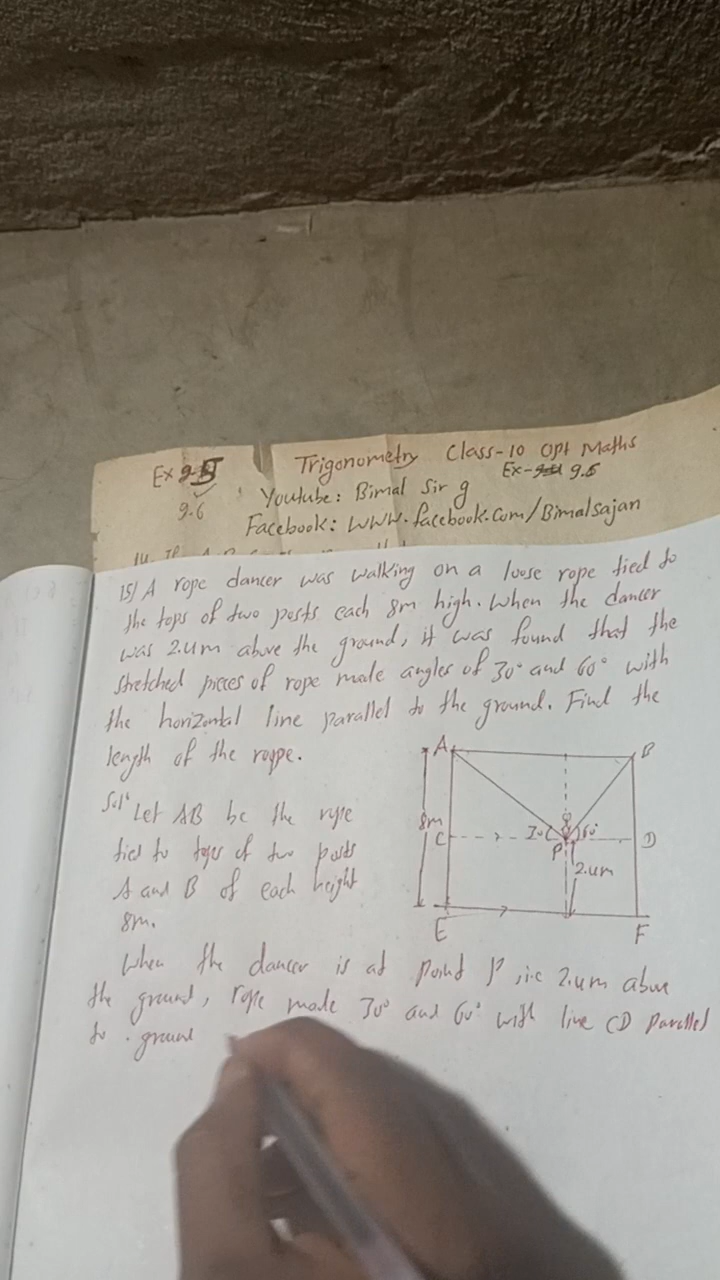 Ex 9.5
9.6
Trigonometry Class-10 Opt Maths
Ex- 9.6
Youtube: Bimal Sir g
Facebook: WWW.facebook.Com/Bimalsajan
15) A rope dancer was walking on a loose rope tied to
the tops of two posts each 8m high. When the dancer
was 2.4m above the ground, it was found that the
stretched pieces of rope made angles of 30° and 60° with
the horizontal line parallel to the ground. Find the
length of the roype.
Solⁿ Let AB be the rope
tied to tops of two posts
A and B of each height
8m.
When the dancer is at point P i.e 2.4m above
the ground, rope made 30° and 60° with line CD Parallel
to ground
A
B
8m
C
30
60°
D
P
2.4m
E
F